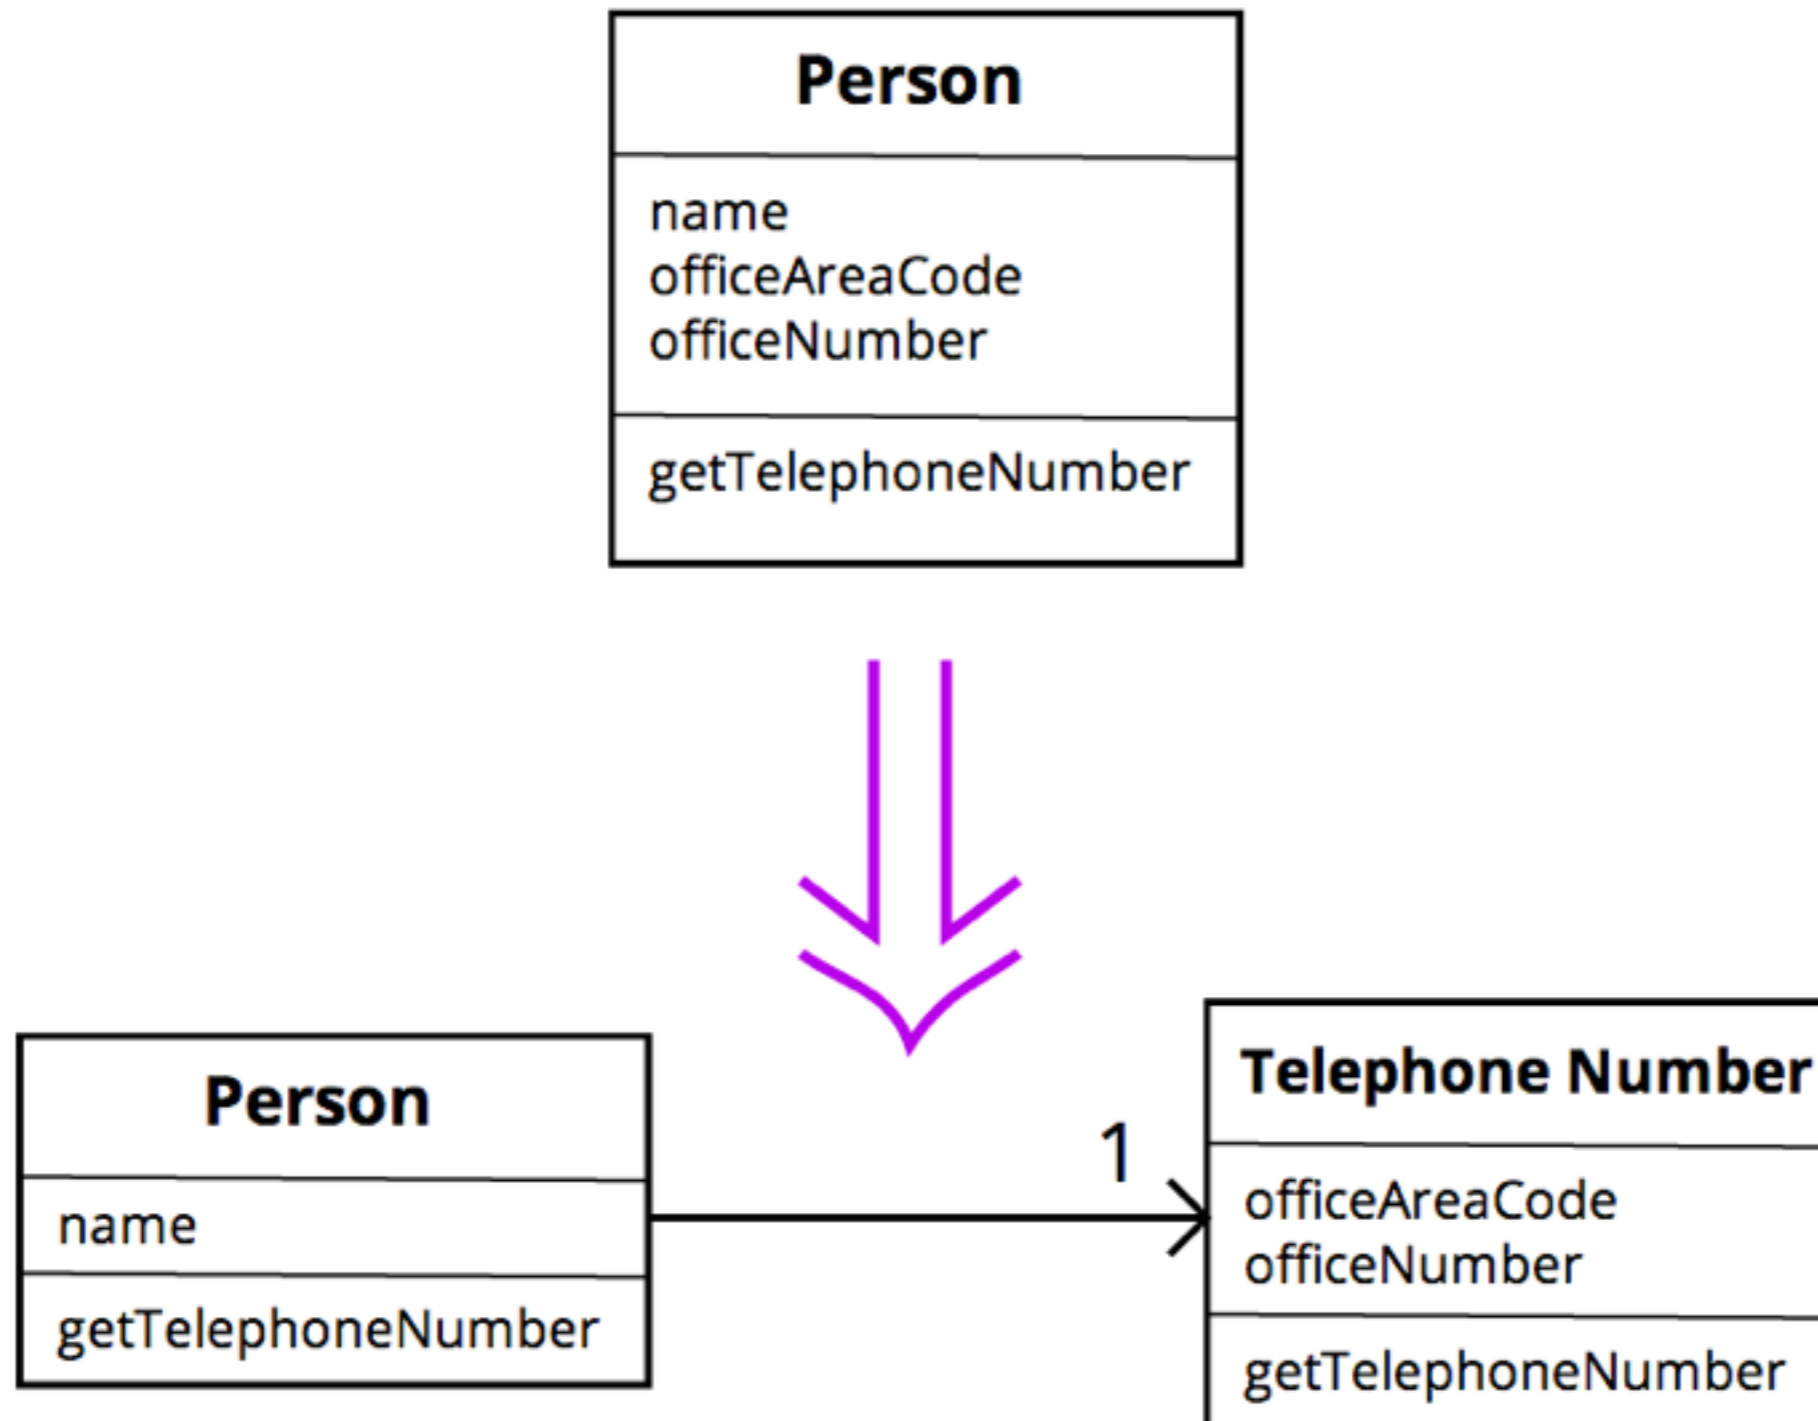 Person
name
officeAreaCode
officeNumber
getTelephoneNumber
Person
name
getTelephoneNumber
1
Telephone Number
officeAreaCode
officeNumber
getTelephoneNumber